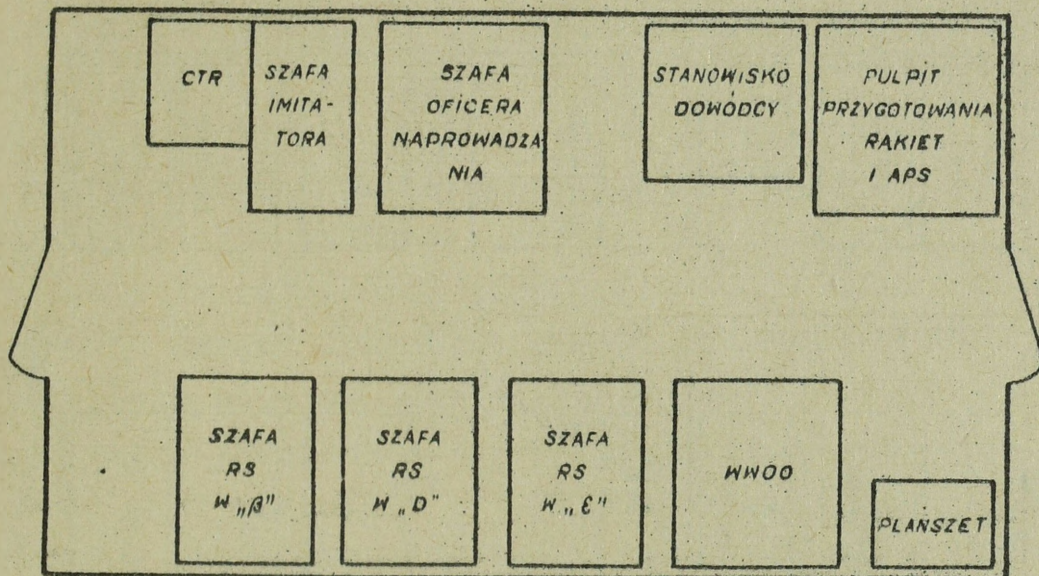 CTR
SZAFA
IMITA-
TORA
SZAFA
OFICERA
NAPROWADZA
NIA
STANOWISKO
DOWÓDCY
PULPIT
PRZYGOTOWANIA
RAKIET
I APS
SZAFA
RS
W „β"
SZAFA
RS
W „D"
SZAFA
RS
W „ε"
WWÓO
PLANSZET